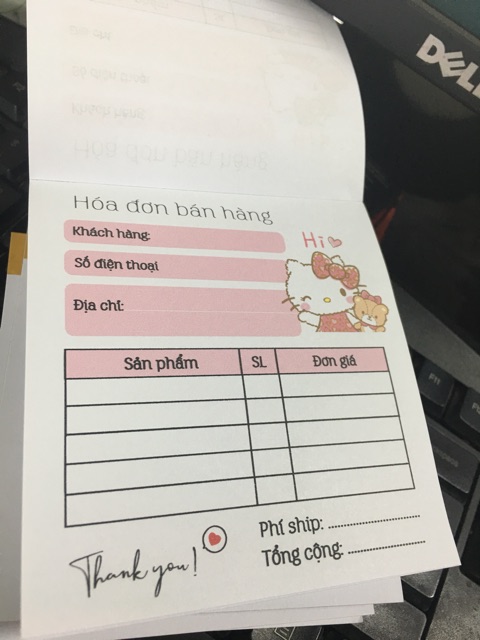 DELL
Hóa đơn bán hàng
Hi
Khách hàng:
Số điện thoại
Địa chỉ:
Sản phẩm SL Đơn giá
Thank you!
Phí ship: ....................
Tổng cộng: ....................